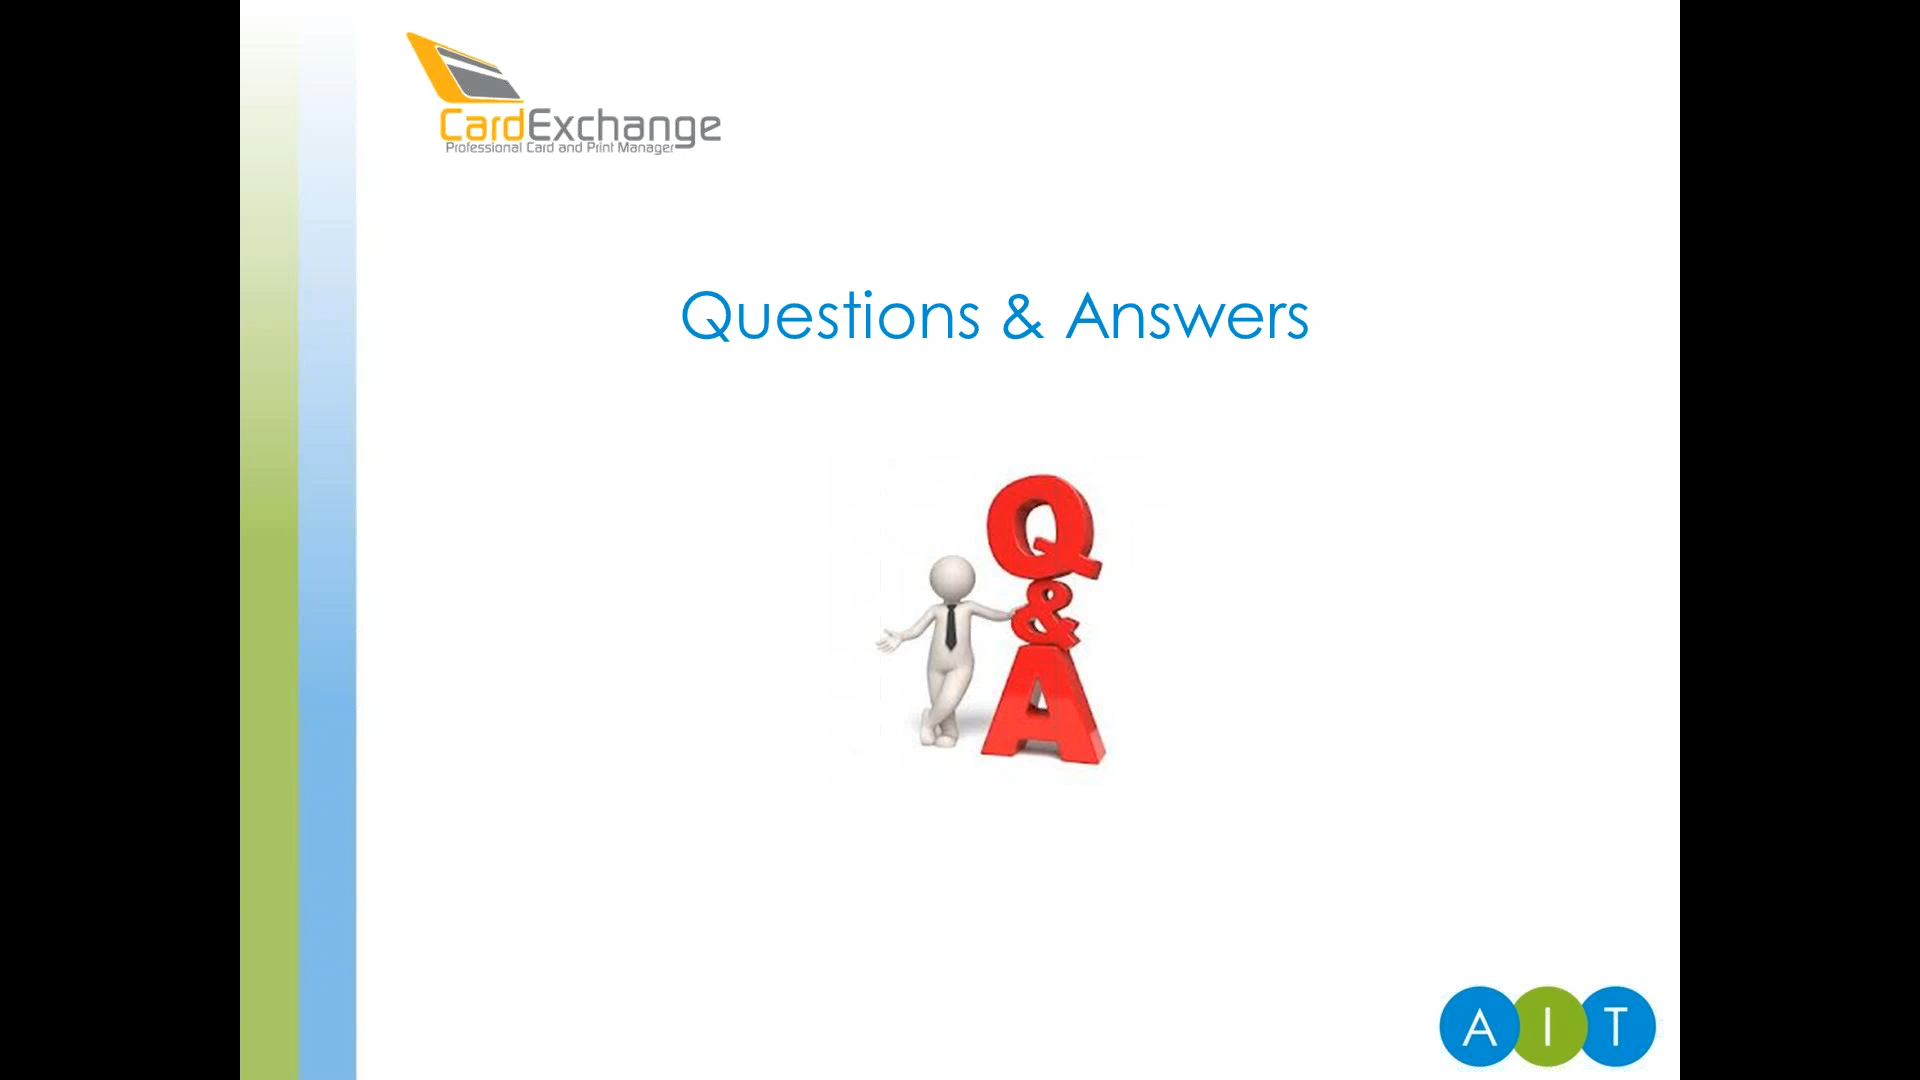 CardExchange
Professional Card and Print Manager
Questions & Answers
Q
&
A
A I T